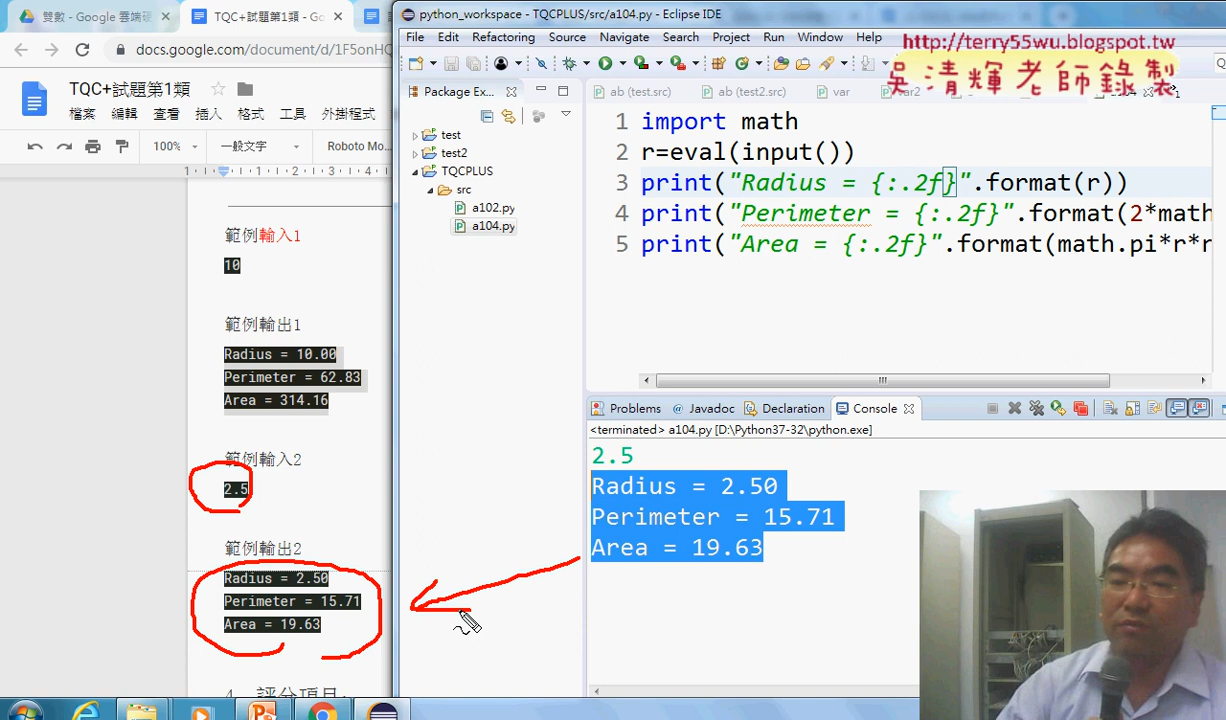 雙數 - Google 雲端硬
TQC+試題第1類 - Go
python_workspace - TQCPLUS/src/a104.py - Eclipse IDE
docs.google.com/document/d/1F5onHQ
File Edit Refactoring Source Navigate Search Project Run Window Help
http://terry55wu.blogspot.tw
吳清輝老師錄製
TQC+試題第1類
檔案 編輯 查看 插入 格式 工具 外掛程式
100% 一般文字 Roboto Mo...
1 1 2 3 4
Package Ex...
test
test2
TQCPLUS
src
a102.py
a104.py
ab (test.src) ab (test2.src) var
1 import math
2 r=eval(input())
3 print("Radius = {:.2f}".format(r))
4 print("Perimeter = {:.2f}".format(2*math
5 print("Area = {:.2f}".format(math.pi*r*r
範例輸入1
10
範例輸出1
Radius = 10.00
Perimeter = 62.83
Area = 314.16
範例輸入2
2.5
範例輸出2
Radius = 2.50
Perimeter = 15.71
Area = 19.63
4. 評分項目:
Problems Javadoc Declaration Console
<terminated> a104.py [D:\Python37-32\python.exe]
2.5
Radius = 2.50
Perimeter = 15.71
Area = 19.63